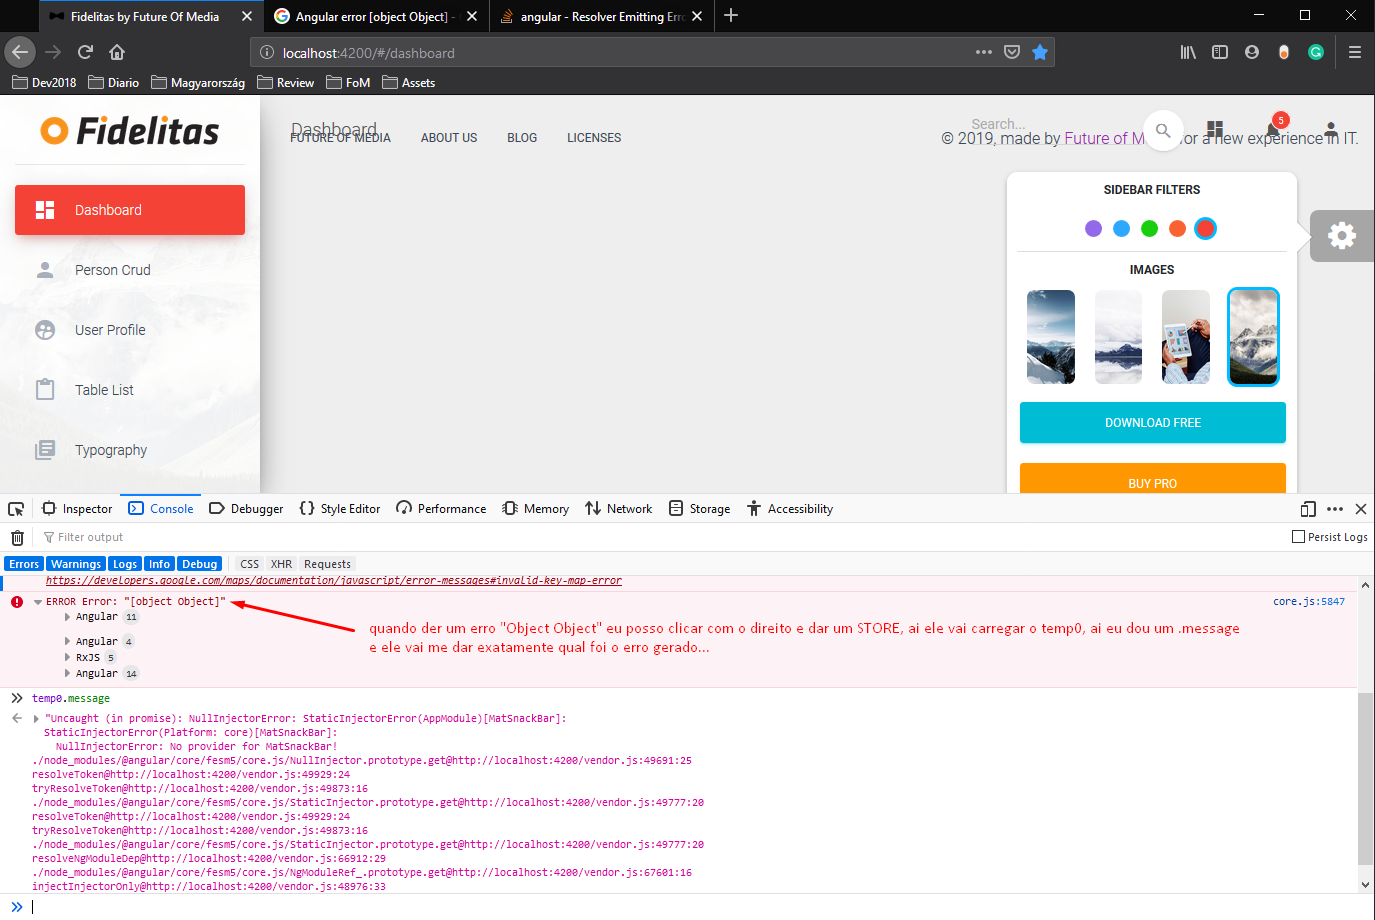 Fidelitas by Future Of Media
Angular error [object Object] -
angular - Resolver Emitting Erro
localhost:4200/#/dashboard
Dev2018 Diario Magyarország Review FoM Assets
Fidelitas
Dashboard
FUTURE OF MEDIA ABOUT US BLOG LICENSES
Search...
5
© 2019, made by Future of M for a new experience in IT.
Dashboard
Person Crud
User Profile
Table List
Typography
SIDEBAR FILTERS
IMAGES
DOWNLOAD FREE
BUY PRO
Inspector Console Debugger Style Editor Performance Memory Network Storage Accessibility
Filter output
Persist Logs
Errors Warnings Logs Info Debug CSS XHR Requests
https://developers.google.com/maps/documentation/javascript/error-messages#invalid-key-map-error
ERROR Error: "[object Object]"
core.js:5847
Angular 11
Angular 4
RxJS 5
Angular 14
quando der um erro "Object Object" eu posso clicar com o direito e dar um STORE, ai ele vai carregar o temp0, ai eu dou um .message
e ele vai me dar exatamente qual foi o erro gerado...
temp0.message
"Uncaught (in promise): NullInjectorError: StaticInjectorError(AppModule)[MatSnackBar]:
StaticInjectorError(Platform: core)[MatSnackBar]:
NullInjectorError: No provider for MatSnackBar!
./node_modules/@angular/core/fesm5/core.js/NullInjector.prototype.get@http://localhost:4200/vendor.js:49691:25
resolveToken@http://localhost:4200/vendor.js:49929:24
tryResolveToken@http://localhost:4200/vendor.js:49873:16
./node_modules/@angular/core/fesm5/core.js/StaticInjector.prototype.get@http://localhost:4200/vendor.js:49777:20
resolveToken@http://localhost:4200/vendor.js:49929:24
tryResolveToken@http://localhost:4200/vendor.js:49873:16
./node_modules/@angular/core/fesm5/core.js/StaticInjector.prototype.get@http://localhost:4200/vendor.js:49777:20
resolveNgModuleDep@http://localhost:4200/vendor.js:66912:29
./node_modules/@angular/core/fesm5/core.js/NgModuleRef_.prototype.get@http://localhost:4200/vendor.js:67601:16
injectInjectorOnly@http://localhost:4200/vendor.js:48976:33